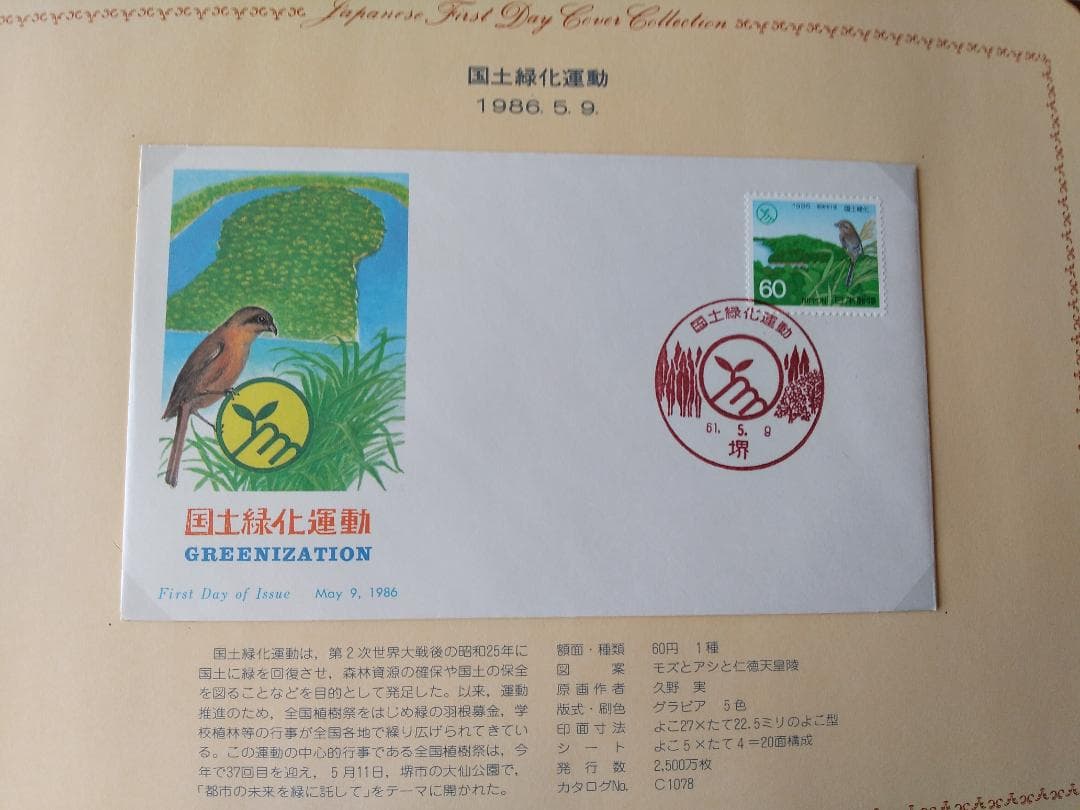 Japanese First Day Cover Collection
国土緑化運動
1986. 5. 9.
1986 昭和61年 国土緑化
60
NIPPON 日本郵便
国土緑化運動
61. 5. 9
堺
国土緑化運動
GREENIZATION
First Day of Issue May 9, 1986
国土緑化運動は，第2次世界大戦後の昭和25年に
国土に緑を回復させ，森林資源の確保や国土の保全
を図ることなどを目的として発足した。以来，運動
推進のため，全国植樹祭をはじめ緑の羽根募金，学
校植林等の行事が全国各地で繰り広げられてきてい
る。この運動の中心的行事である全国植樹祭は，今
年で37回目を迎え，5月11日，堺市の大仙公園で，
「都市の未来を緑に託して」をテーマに開かれた。
額面・種類 60円 1種
図案 モズとアシと仁徳天皇陵
原画作者 久野 実
版式・刷色 グラビア 5色
印面寸法 よこ27×たて22.5ミリのよこ型
シート よこ5×たて4＝20面構成
発行数 2,500万枚
カタログNo. C1078